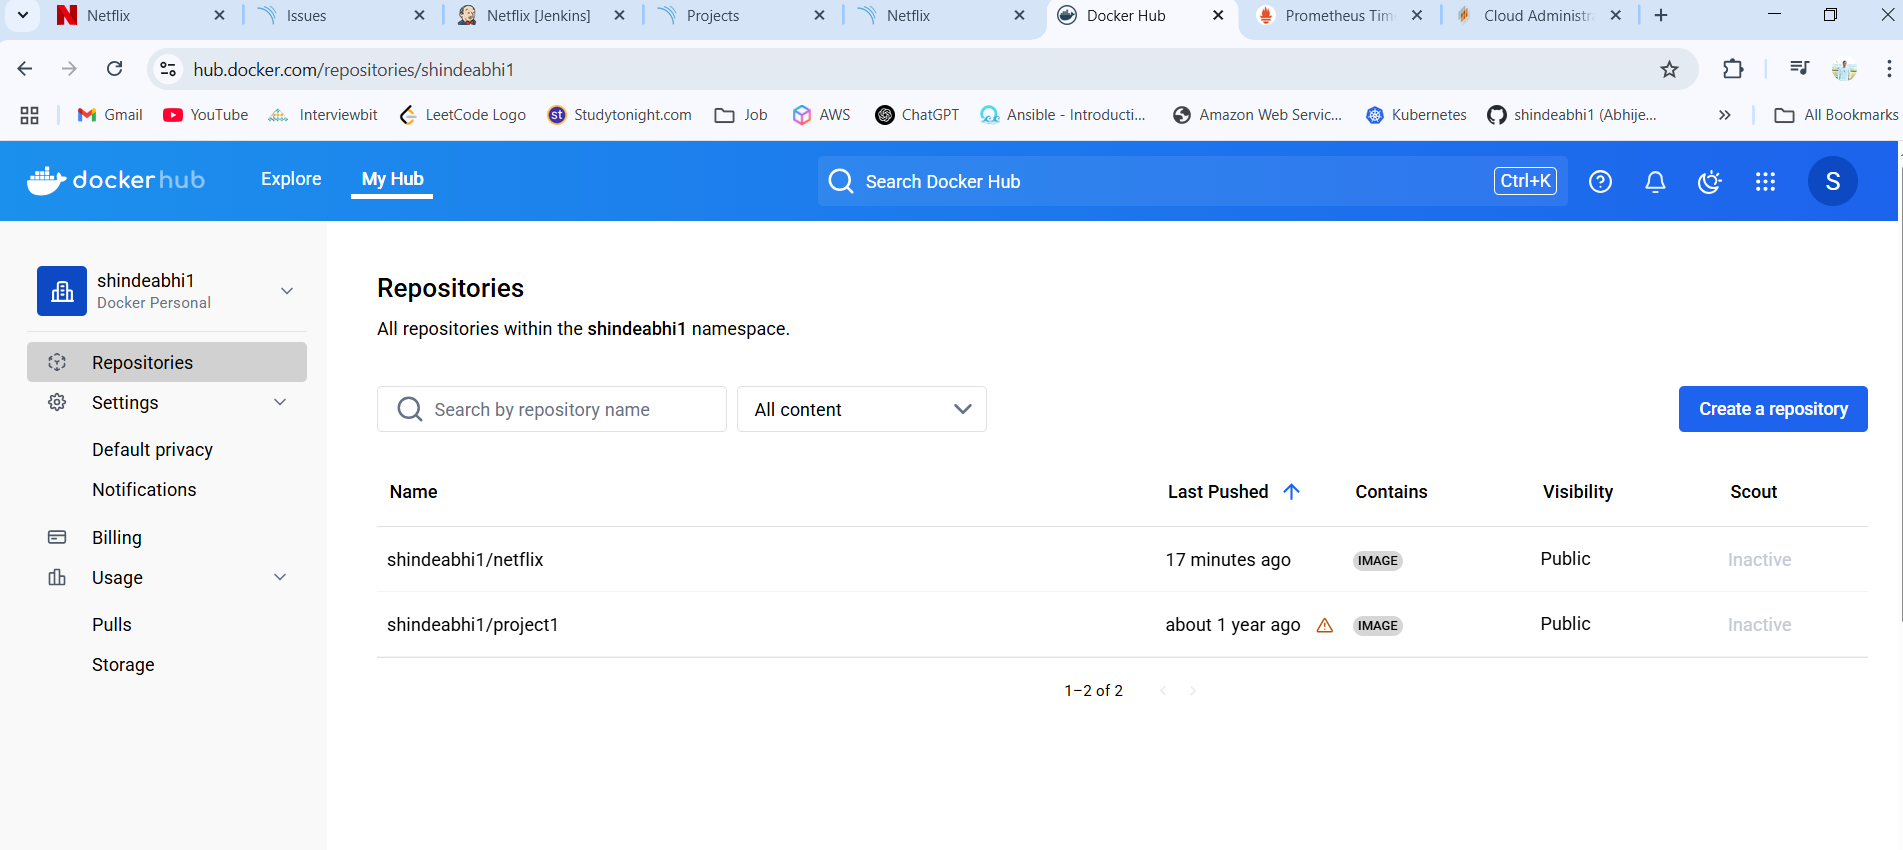 Netflix
Issues
Netflix [Jenkins]
Projects
Netflix
Docker Hub
Prometheus Tim
Cloud Administr
hub.docker.com/repositories/shindeabhi1
Gmail
YouTube
Interviewbit
LeetCode Logo
st Studytonight.com
Job
AWS
ChatGPT
Ansible - Introducti...
Amazon Web Servic...
Kubernetes
shindeabhi1 (Abhije...
All Bookmarks
dockerhub
Explore
My Hub
Search Docker Hub
Ctrl+K
S
shindeabhi1
Docker Personal
Repositories
Settings
Default privacy
Notifications
Billing
Usage
Pulls
Storage
Repositories
All repositories within the shindeabhi1 namespace.
Search by repository name
All content
Create a repository
Name Last Pushed Contains Visibility Scout
shindeabhi1/netflix 17 minutes ago IMAGE Public Inactive
shindeabhi1/project1 about 1 year ago IMAGE Public Inactive
1–2 of 2